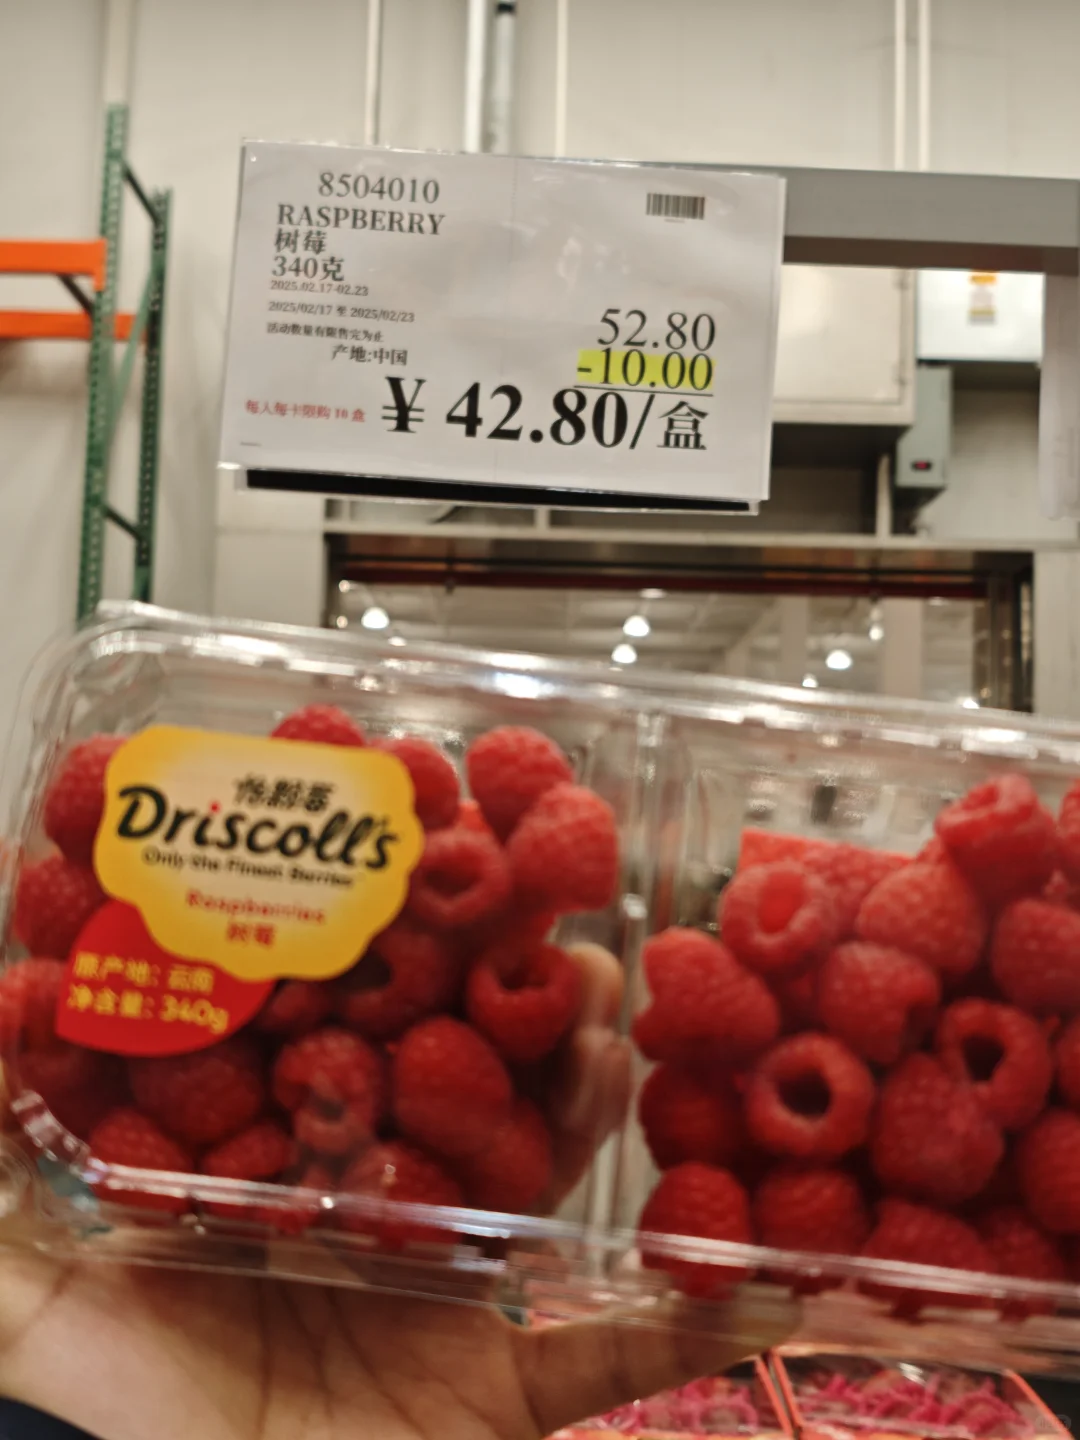 8504010
RASPBERRY
树莓
340克
2025.02.17-02.23
2025/02/17 至 2025/02/23
活动数量有限售完为止
产地:中国
52.80
-10.00
每人每卡限购10盒
¥ 42.80/盒
怡颗莓
Driscoll's
Only the Finest Berries
Raspberries
树莓
原产地: 云南
净含量: 340g